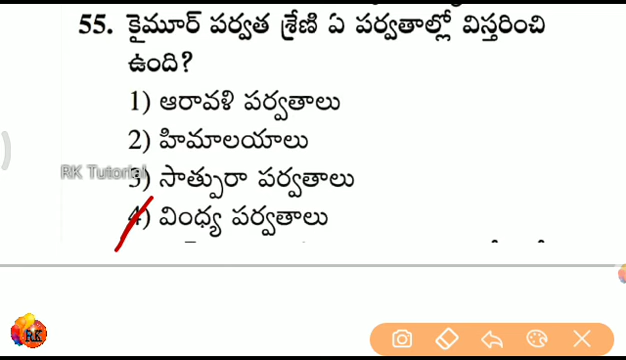 55. కైమూర్ పర్వత శ్రేణి ఏ పర్వతాల్లో విస్తరించి
ఉంది?
1) ఆరావళి పర్వతాలు
2) హిమాలయాలు
RK Tutorial
3) సాత్పురా పర్వతాలు
4) వింధ్య పర్వతాలు
RK